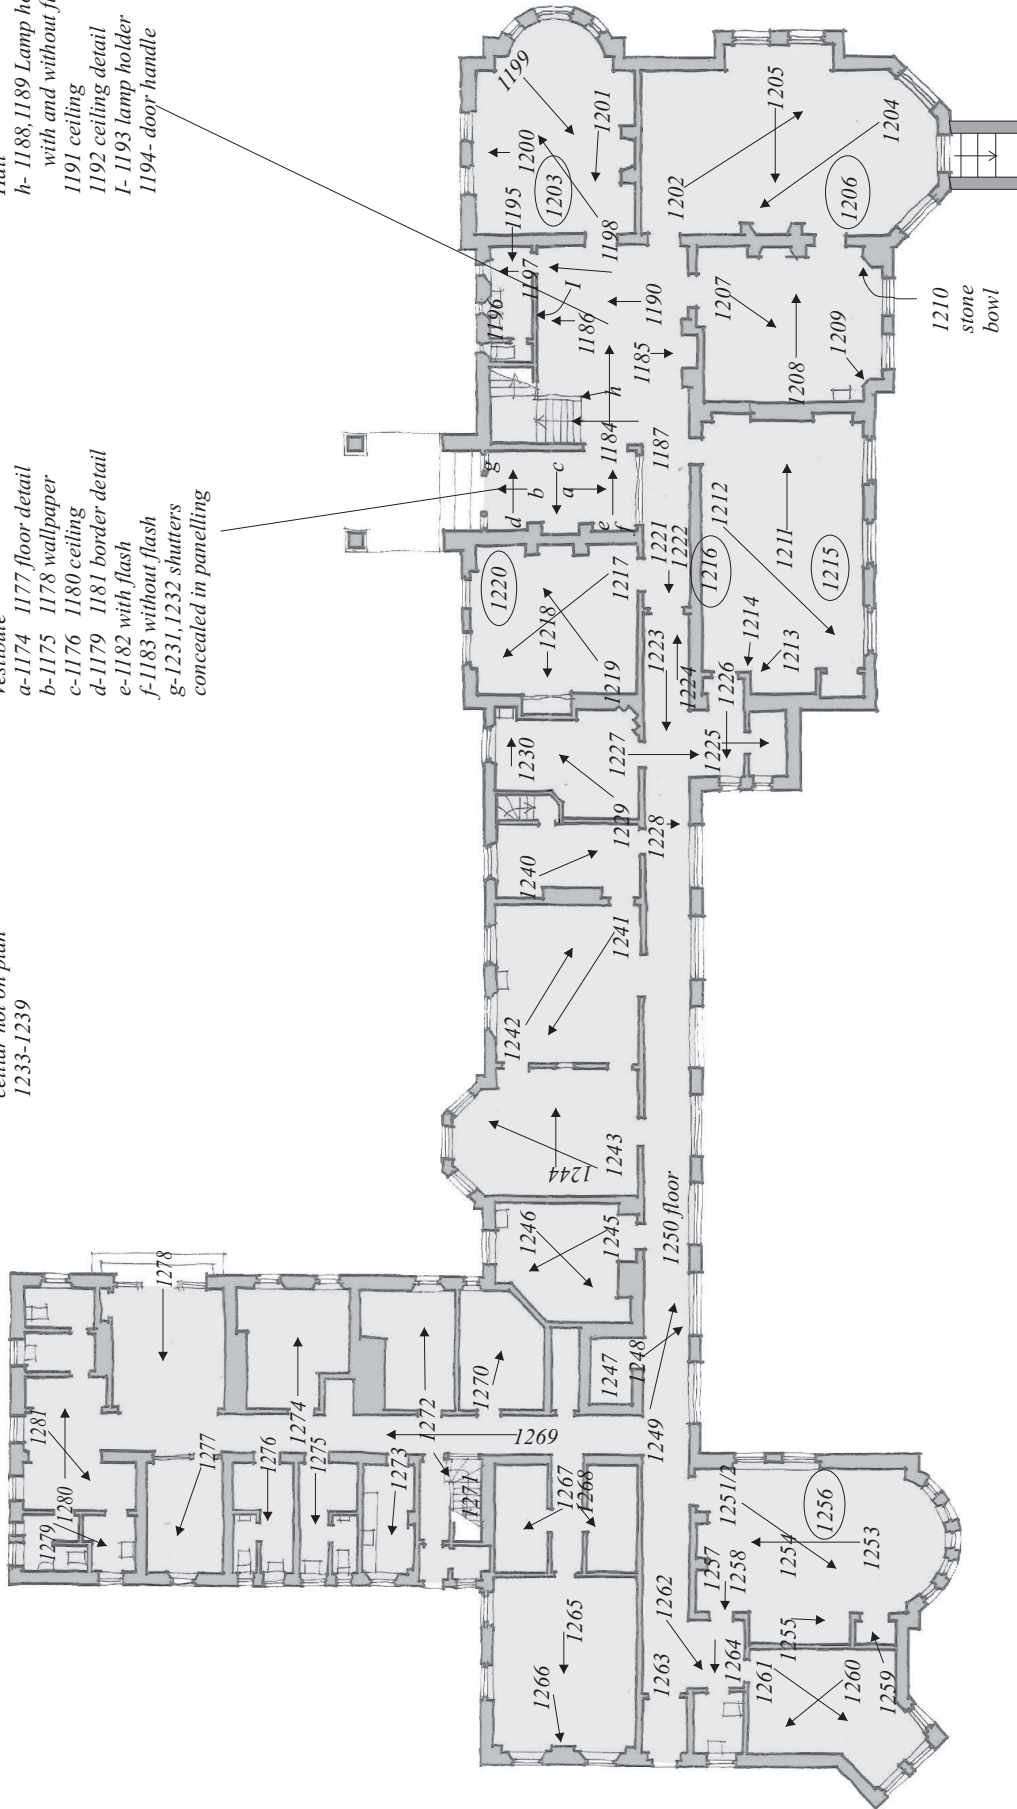 Hall
h- 1188,1189 Lamp
with and without
1191 ceiling
1192 ceiling detail
I- 1193 lamp holder
1194- door handle
Vestibule
a-1174 1177 floor detail
b-1175 1178 wallpaper
c-1176 1180 ceiling
d-1179 1181 border detail
e-1182 with flash
f-1183 without flash
g-1231,1232 shutters
concealed in panelling
cellar not on plan
1233-1239
1199
1200
1201
1203
1195
1198
1197
1196
1186
I
1190
1185
h
1184
1187
1202
1205
1204
1206
1207
1208
1209
1210
stone
bowl
g
d
b
c
a
e
f
1220
1218
1217
1219
1221
1222
1223
1224
1216
1212
1211
1215
1214
1213
1226
1225
1227
1230
1229
1228
1240
1241
1242
1243
1244
1246
1245
1250 floor
1247
1248
1249
1278
1281
1280
1279
1277
1276
1275
1274
1273
1272
1271
1270
1269
1267
1268
1265
1266
1262
1263
1264
1251/2
1256
1257
1258
1254
1253
1255
1261
1260
1259